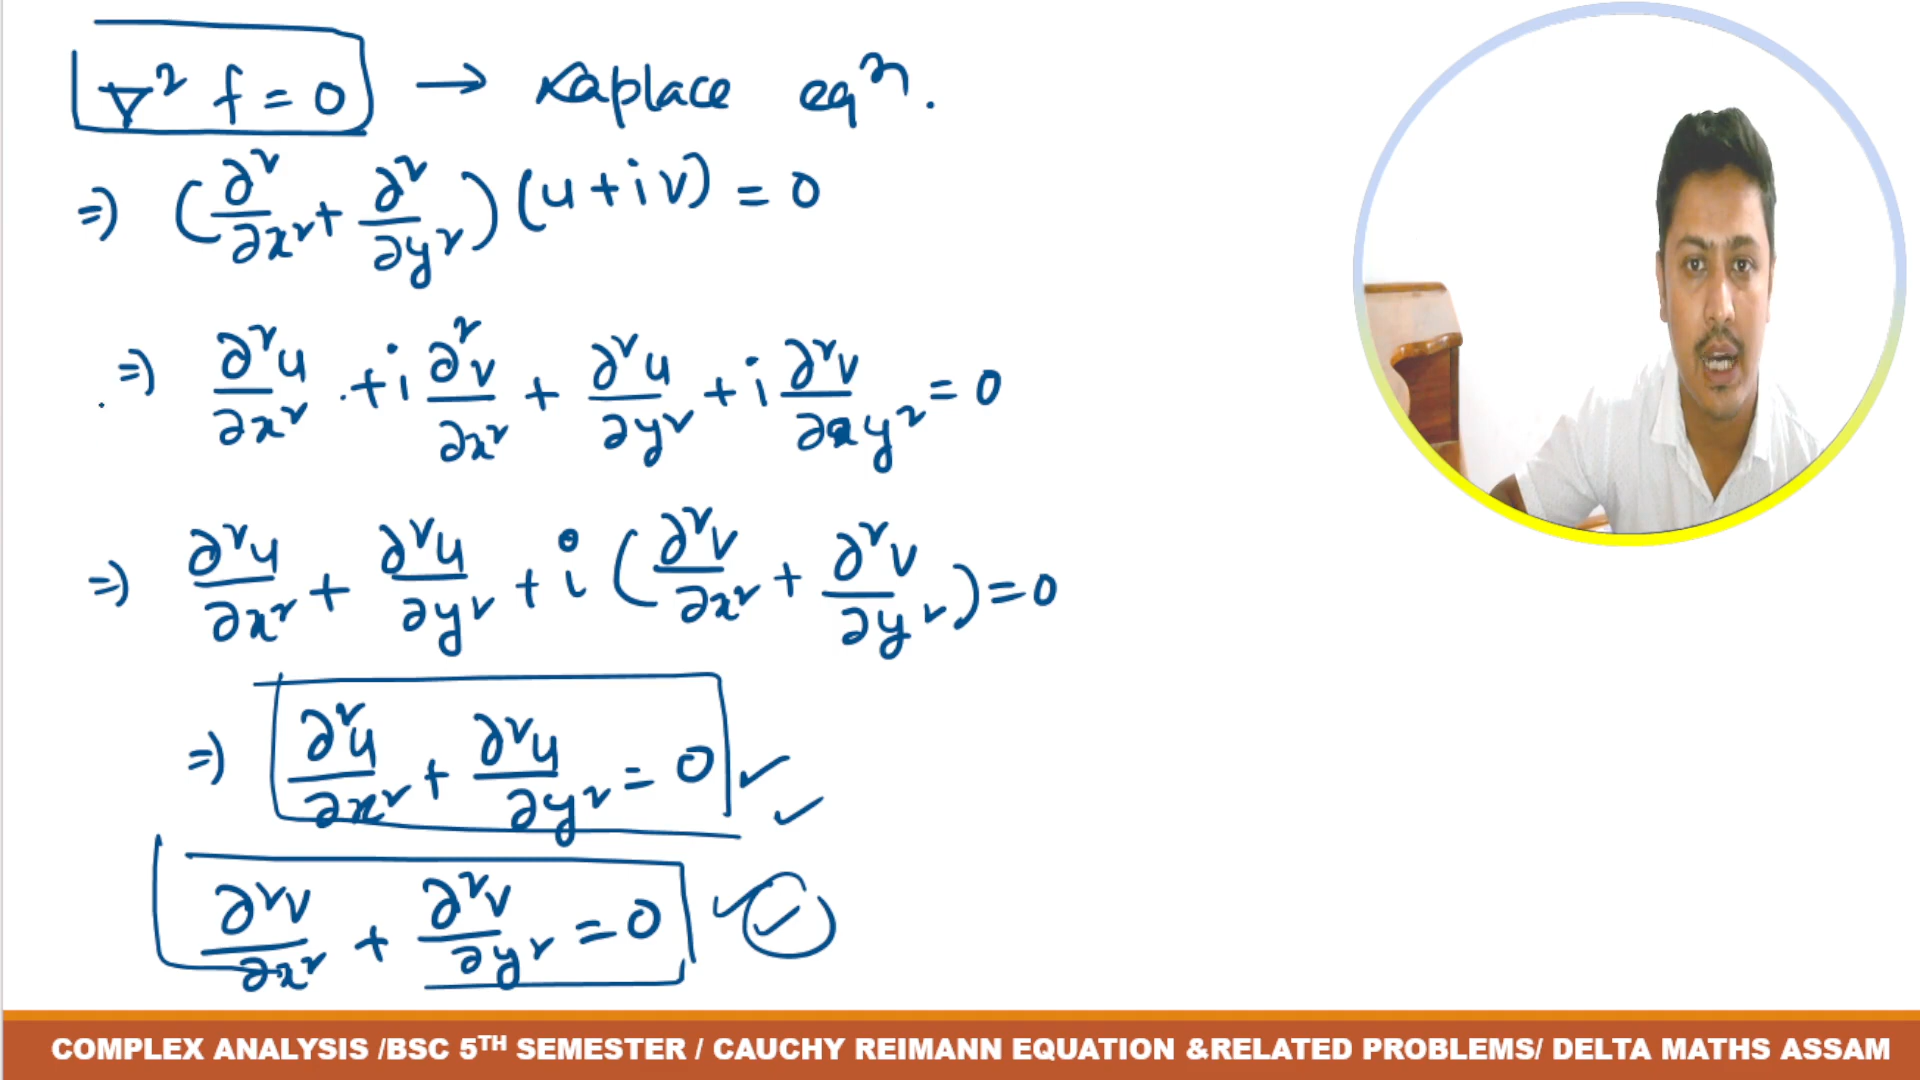 ∇² f = 0 → Laplace eqⁿ.
⇒ (∂²/∂x² + ∂²/∂y²)(u + iv) = 0
⇒ ∂²u/∂x² + i ∂²v/∂x² + ∂²u/∂y² + i ∂²v/∂y² = 0
⇒ ∂²u/∂x² + ∂²u/∂y² + i (∂²v/∂x² + ∂²v/∂y²) = 0
⇒ ∂²u/∂x² + ∂²u/∂y² = 0 ✓ ✓
∂²v/∂x² + ∂²v/∂y² = 0 ✓ ✓
COMPLEX ANALYSIS /BSC 5TH SEMESTER / CAUCHY REIMANN EQUATION &RELATED PROBLEMS/ DELTA MATHS ASSAM